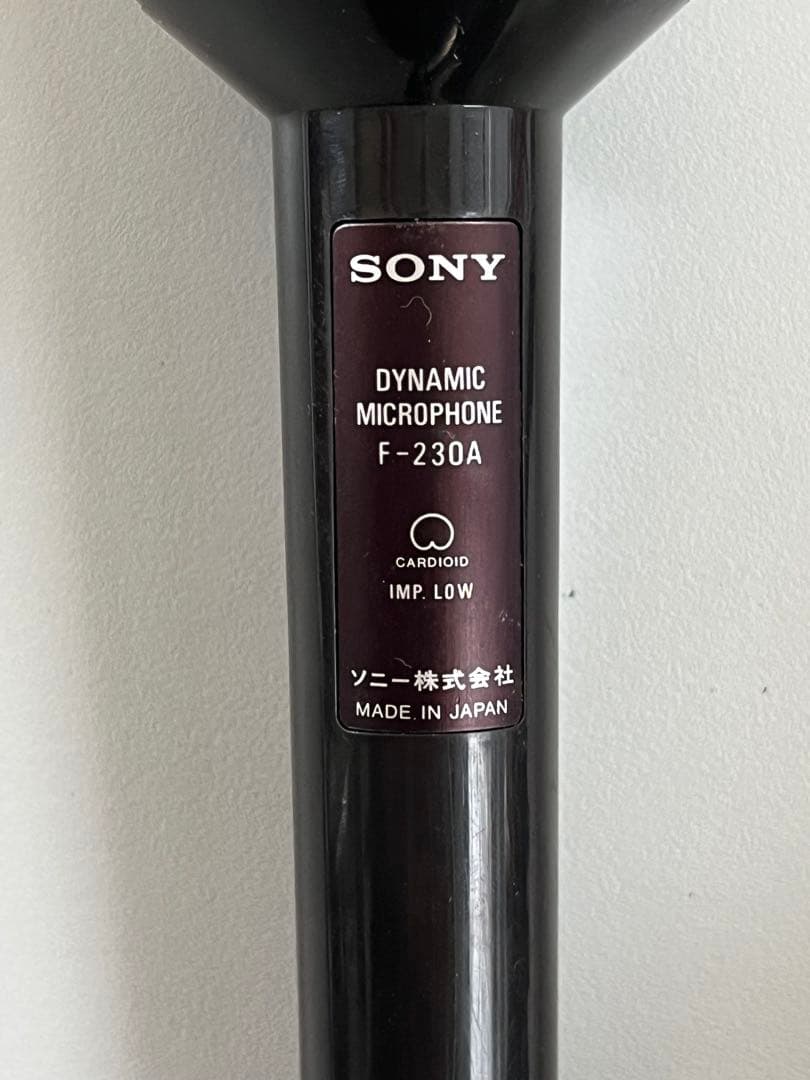 SONY
DYNAMIC
MICROPHONE
F-230A
CARDIOID
IMP. LOW
ソニー株式会社
MADE IN JAPAN